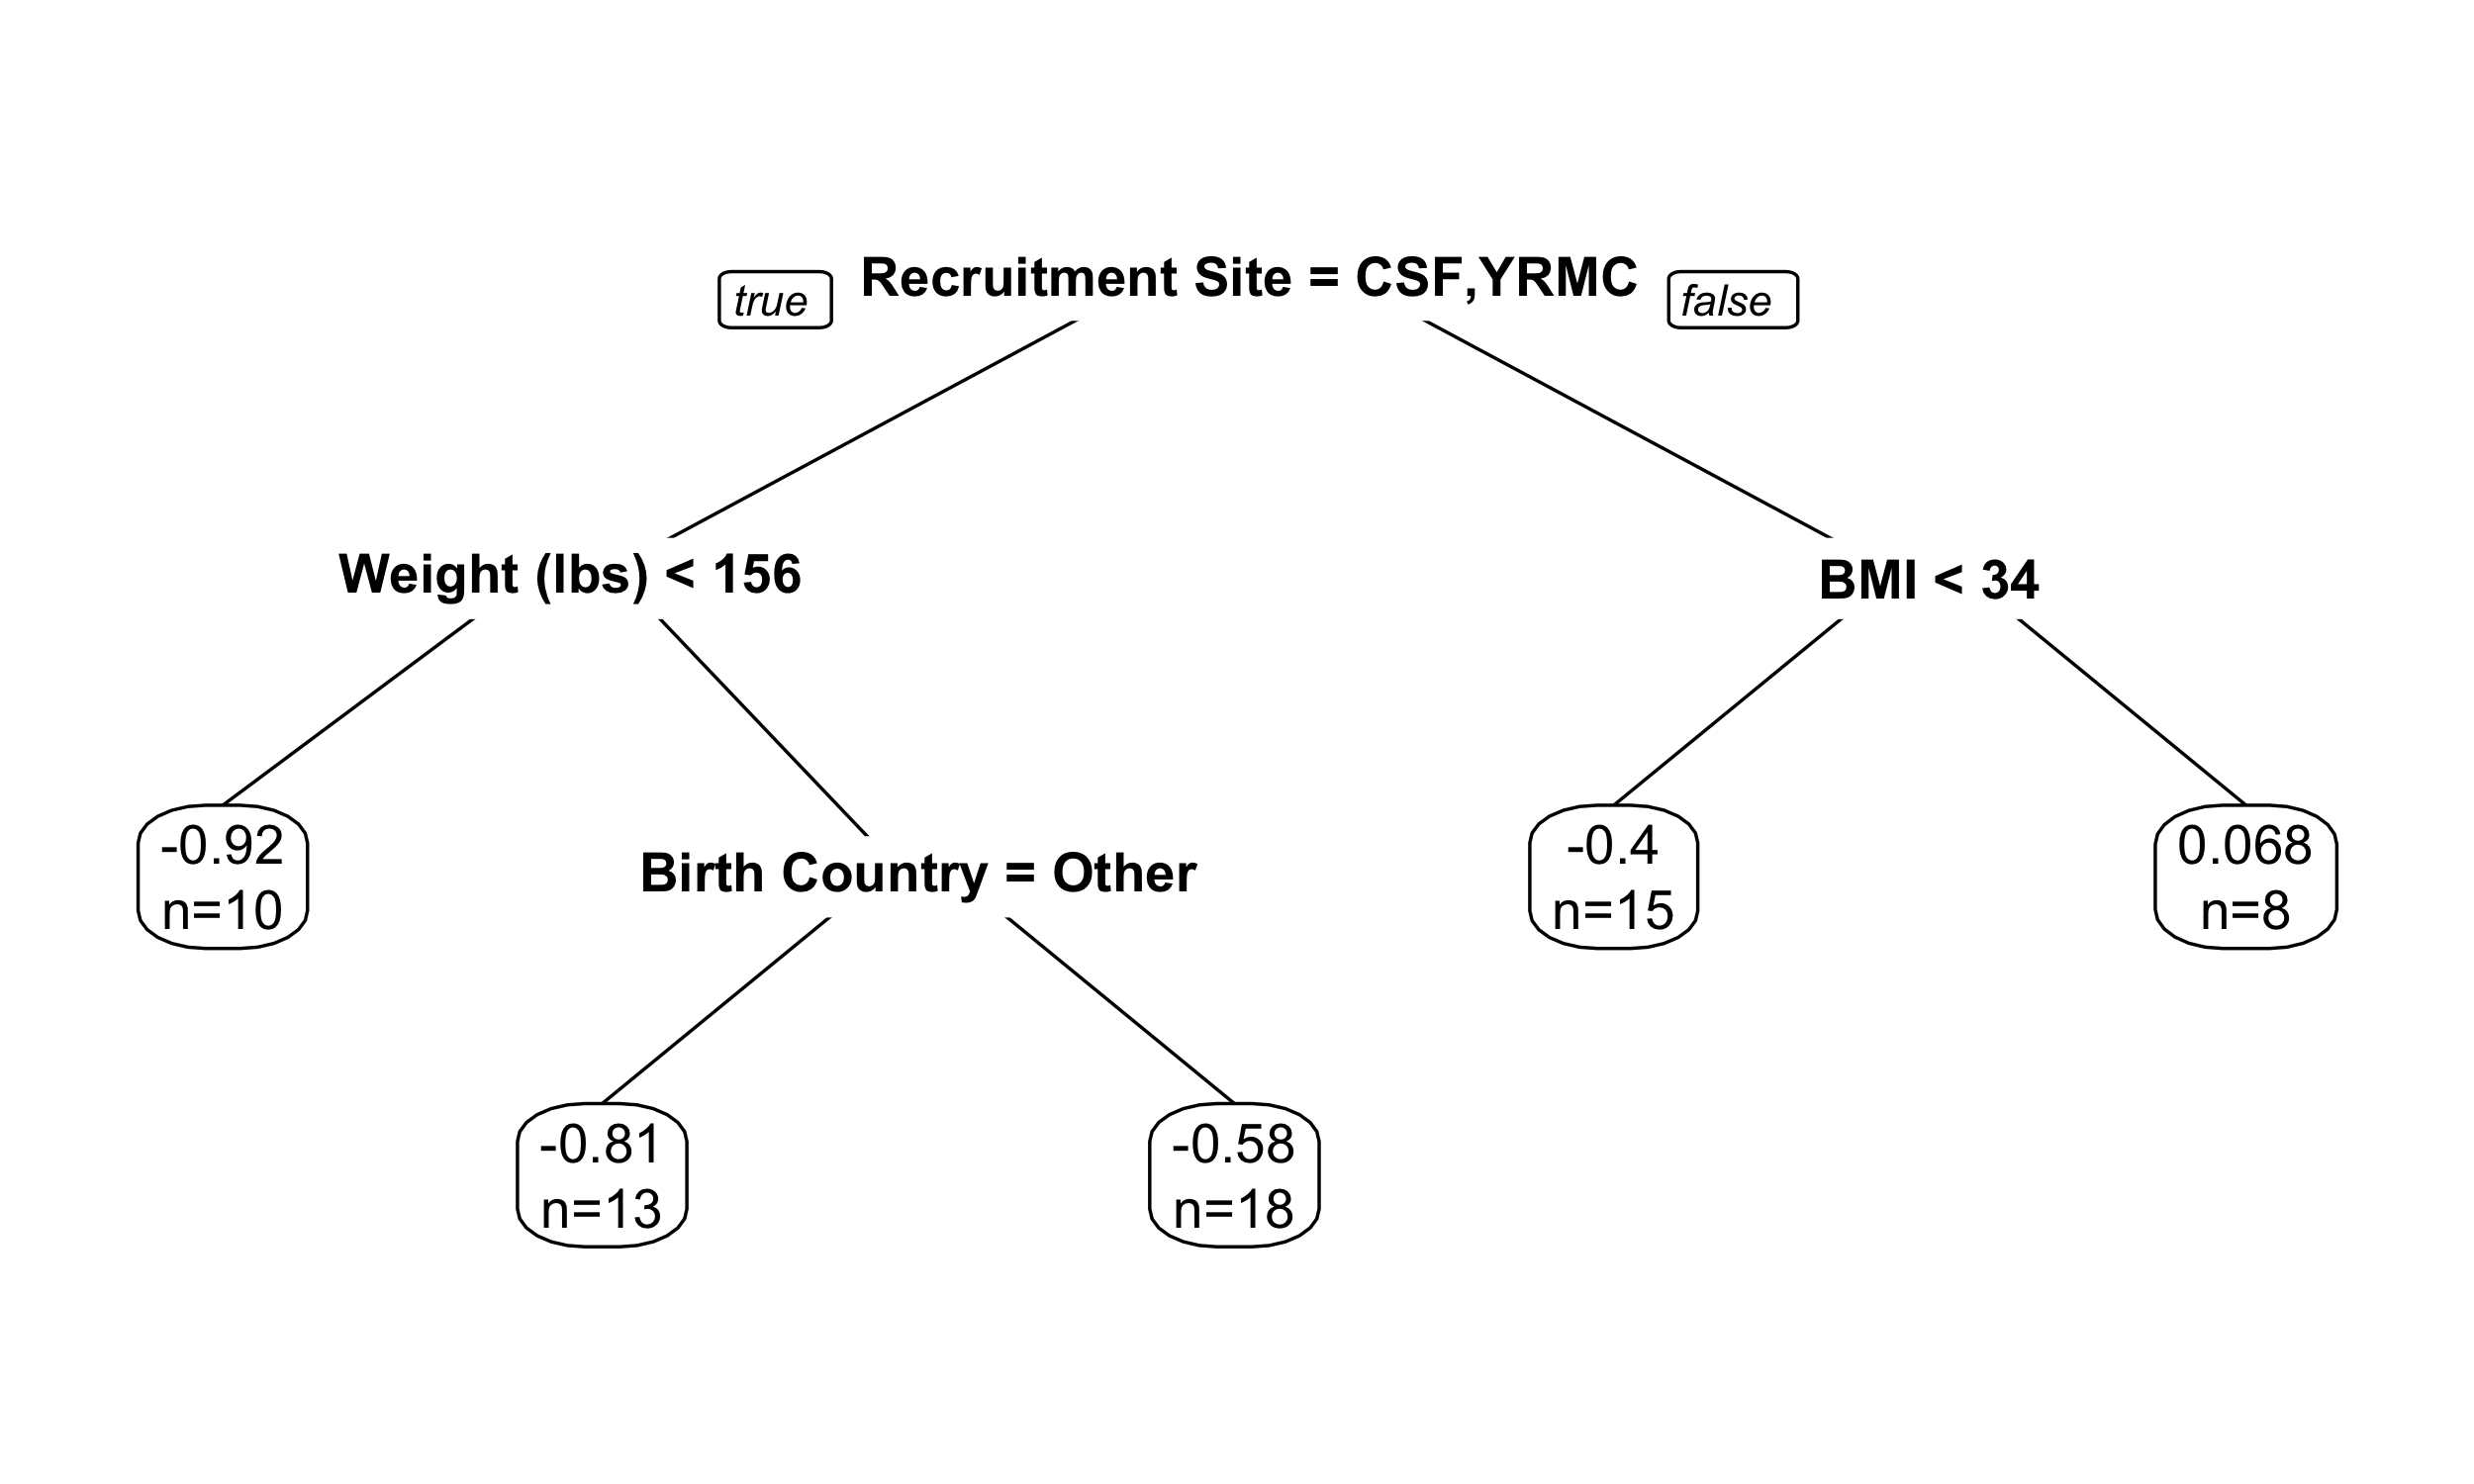 Recruitment Site = CSF,YRMC
true
false
Weight (lbs) < 156
BMI < 34
-0.92
n=10
Birth Country = Other
-0.4
n=15
0.068
n=8
-0.81
n=13
-0.58
n=18